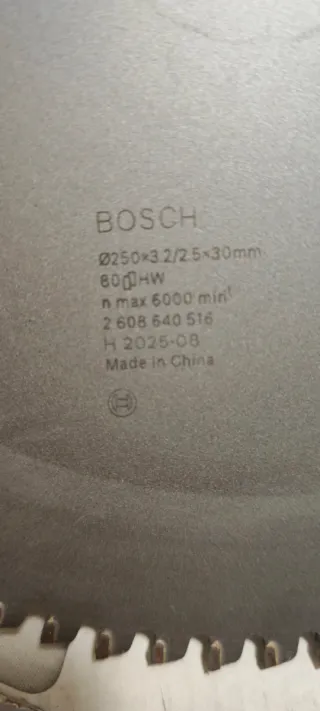 BOSCH
Ø250×3.2/2.5×30mm
80 HW
n max 6000 min¹
2 608 640 516
H 2025-08
Made in China